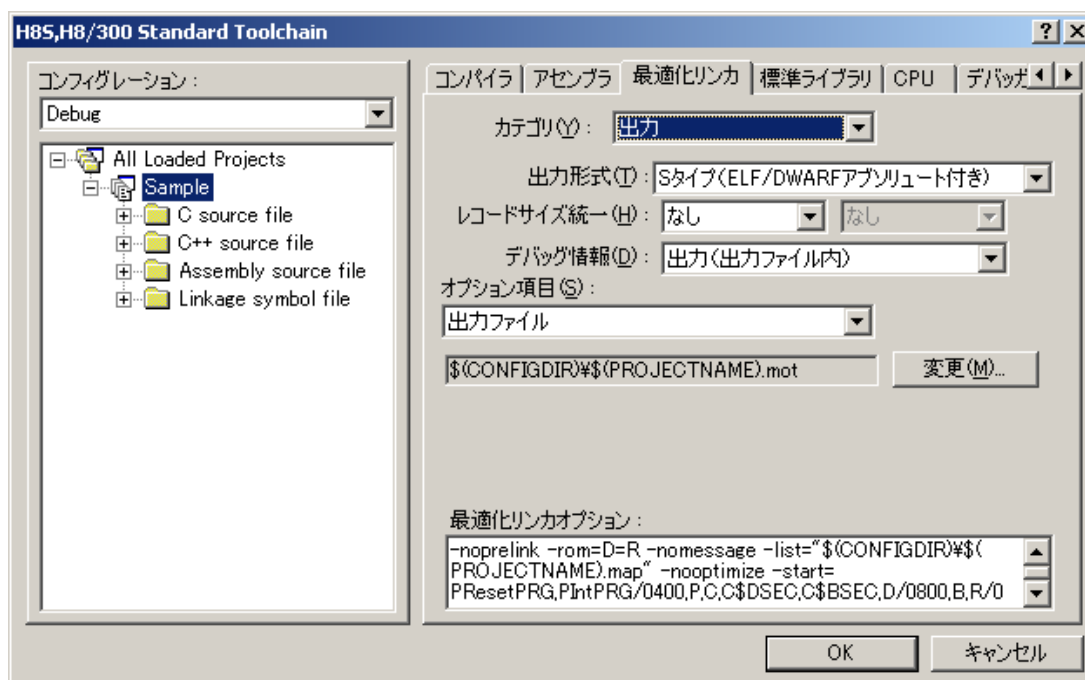 H8S,H8/300 Standard Toolchain
コンフィグレーション：
Debug
All Loaded Projects
Sample
C source file
C++ source file
Assembly source file
Linkage symbol file
コンパイラ アセンブラ 最適化リンカ 標準ライブラリ CPU デバッガ
カテゴリ(Y)： 出力
出力形式(T)： Sタイプ(ELF/DWARFアブソリュート付き)
レコードサイズ統一(H)： なし なし
デバッグ情報(D)： 出力(出力ファイル内)
オプション項目(S)：
出力ファイル
$(CONFIGDIR)¥$(PROJECTNAME).mot 変更(M)...
最適化リンカオプション：
-noprelink -rom=D=R -nomessage -list="$(CONFIGDIR)¥$(
PROJECTNAME).map" -nooptimize -start=
PResetPRG,PIntPRG/0400,P,C,C$DSEC,C$BSEC,D/0800,B,R/0
OK キャンセル